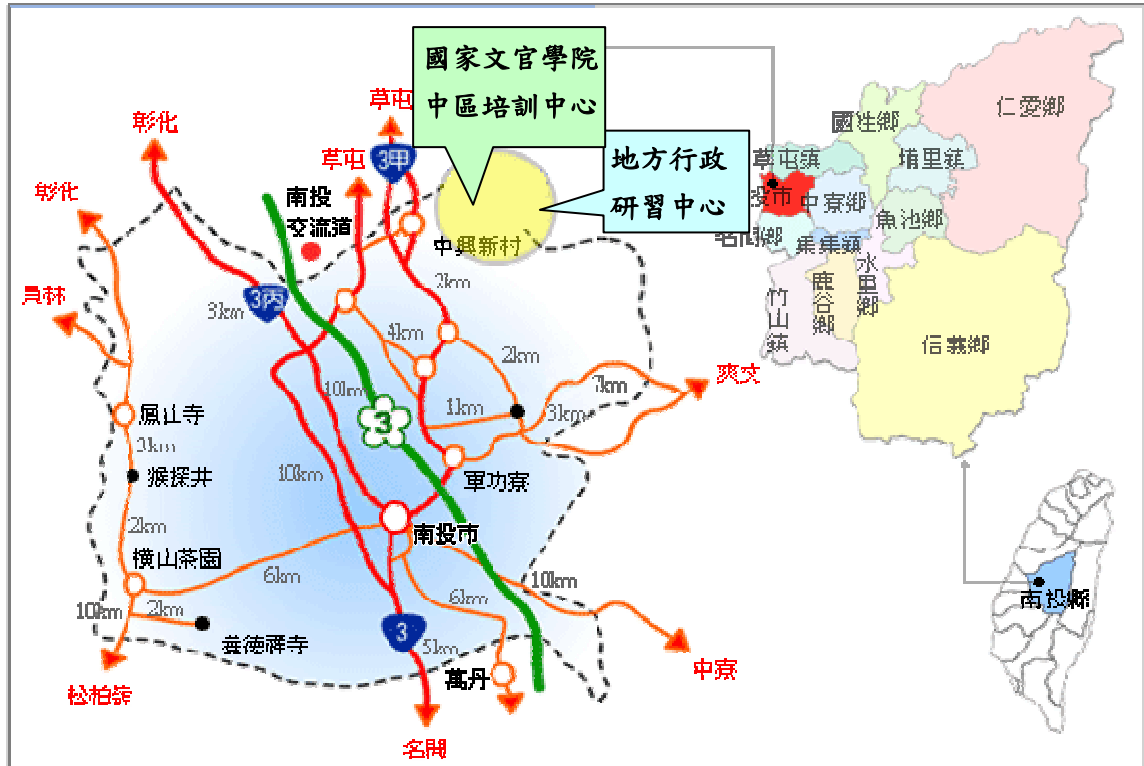 國家文官學院
中區培訓中心
地方行政
研習中心
草屯
彰化
3甲
草屯
彰化
南投
交流道
中興新村
2km
員林
3km
3丙
4km
2km
10km
7km
爽文
鳳山寺
1km
3km
3
3km
猴探井
10km
軍功寮
2km
南投市
橫山茶園
6km
10km
6km
10km
2km
善德禪寺
3
5km
萬丹
中寮
松柏嶺
名間
仁愛鄉
國姓鄉
草屯鎮
埔里鎮
投市
中寮鄉
魚池鄉
名間鄉
集集鎮
水里鄉
鹿谷鄉
竹山鎮
信義鄉
南投縣